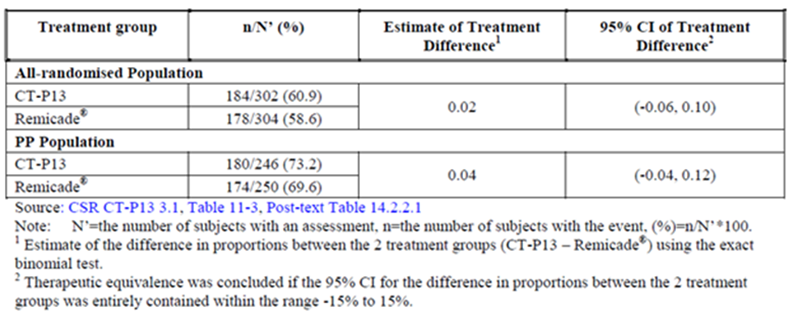 Treatment group n/N' (%) Estimate of Treatment Difference¹ 95% CI of Treatment Difference²
All-randomised Population
CT-P13 184/302 (60.9) 0.02 (-0.06, 0.10)
Remicade® 178/304 (58.6)
PP Population
CT-P13 180/246 (73.2) 0.04 (-0.04, 0.12)
Remicade® 174/250 (69.6)
Source: CSR CT-P13 3.1, Table 11-3, Post-text Table 14.2.2.1
Note: N'=the number of subjects with an assessment, n=the number of subjects with the event, (%)=n/N'*100.
¹ Estimate of the difference in proportions between the 2 treatment groups (CT-P13 – Remicade®) using the exact
binomial test.
² Therapeutic equivalence was concluded if the 95% CI for the difference in proportions between the 2 treatment
groups was entirely contained within the range -15% to 15%.